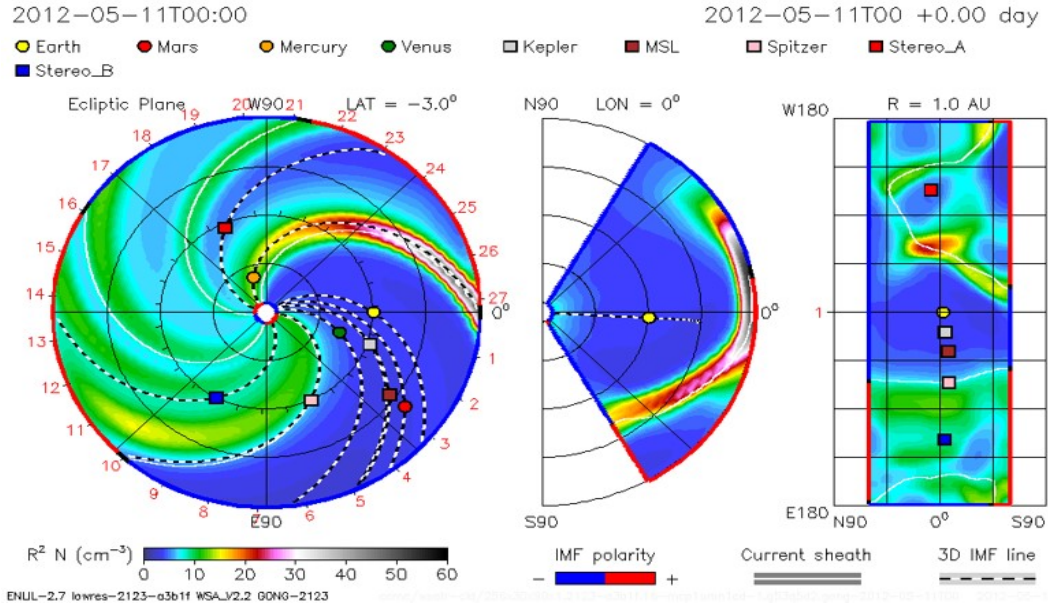 2012-05-11T00:00 2012-05-11T00 +0.00 day
Earth Mars Mercury Venus Kepler MSL Spitzer Stereo_A
Stereo_B
Ecliptic Plane W90 LAT = -3.0° N90 LON = 0° W180 R = 1.0 AU
20 21
19 22
18 23
17 24
16 25
15 26
14 27 0° 0° 1
13 1
12 2
11 3
10 4
9 5
8 7 6
E90 S90 E180 N90 0° S90
R² N (cm⁻³)
0 10 20 30 40 50 60
IMF polarity
- +
Current sheath
3D IMF line
ENLIL-2.7 lowres-2123-a3b1f WSA_V2.2 GONG-2123